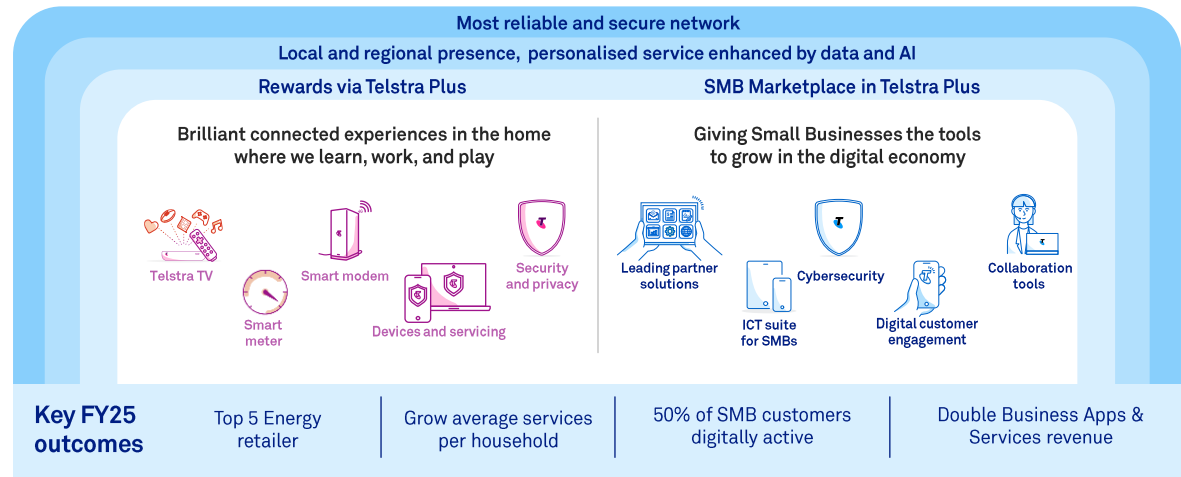 Most reliable and secure network
Local and regional presence, personalised service enhanced by data and AI
Rewards via Telstra Plus
SMB Marketplace in Telstra Plus
Brilliant connected experiences in the home
where we learn, work, and play
Telstra TV
Smart
meter
Smart modem
Devices and servicing
Security
and privacy
Giving Small Businesses the tools
to grow in the digital economy
Leading partner
solutions
ICT suite
for SMBs
Cybersecurity
Digital customer
engagement
Collaboration
tools
Key FY25
outcomes
Top 5 Energy
retailer
Grow average services
per household
50% of SMB customers
digitally active
Double Business Apps &
Services revenue